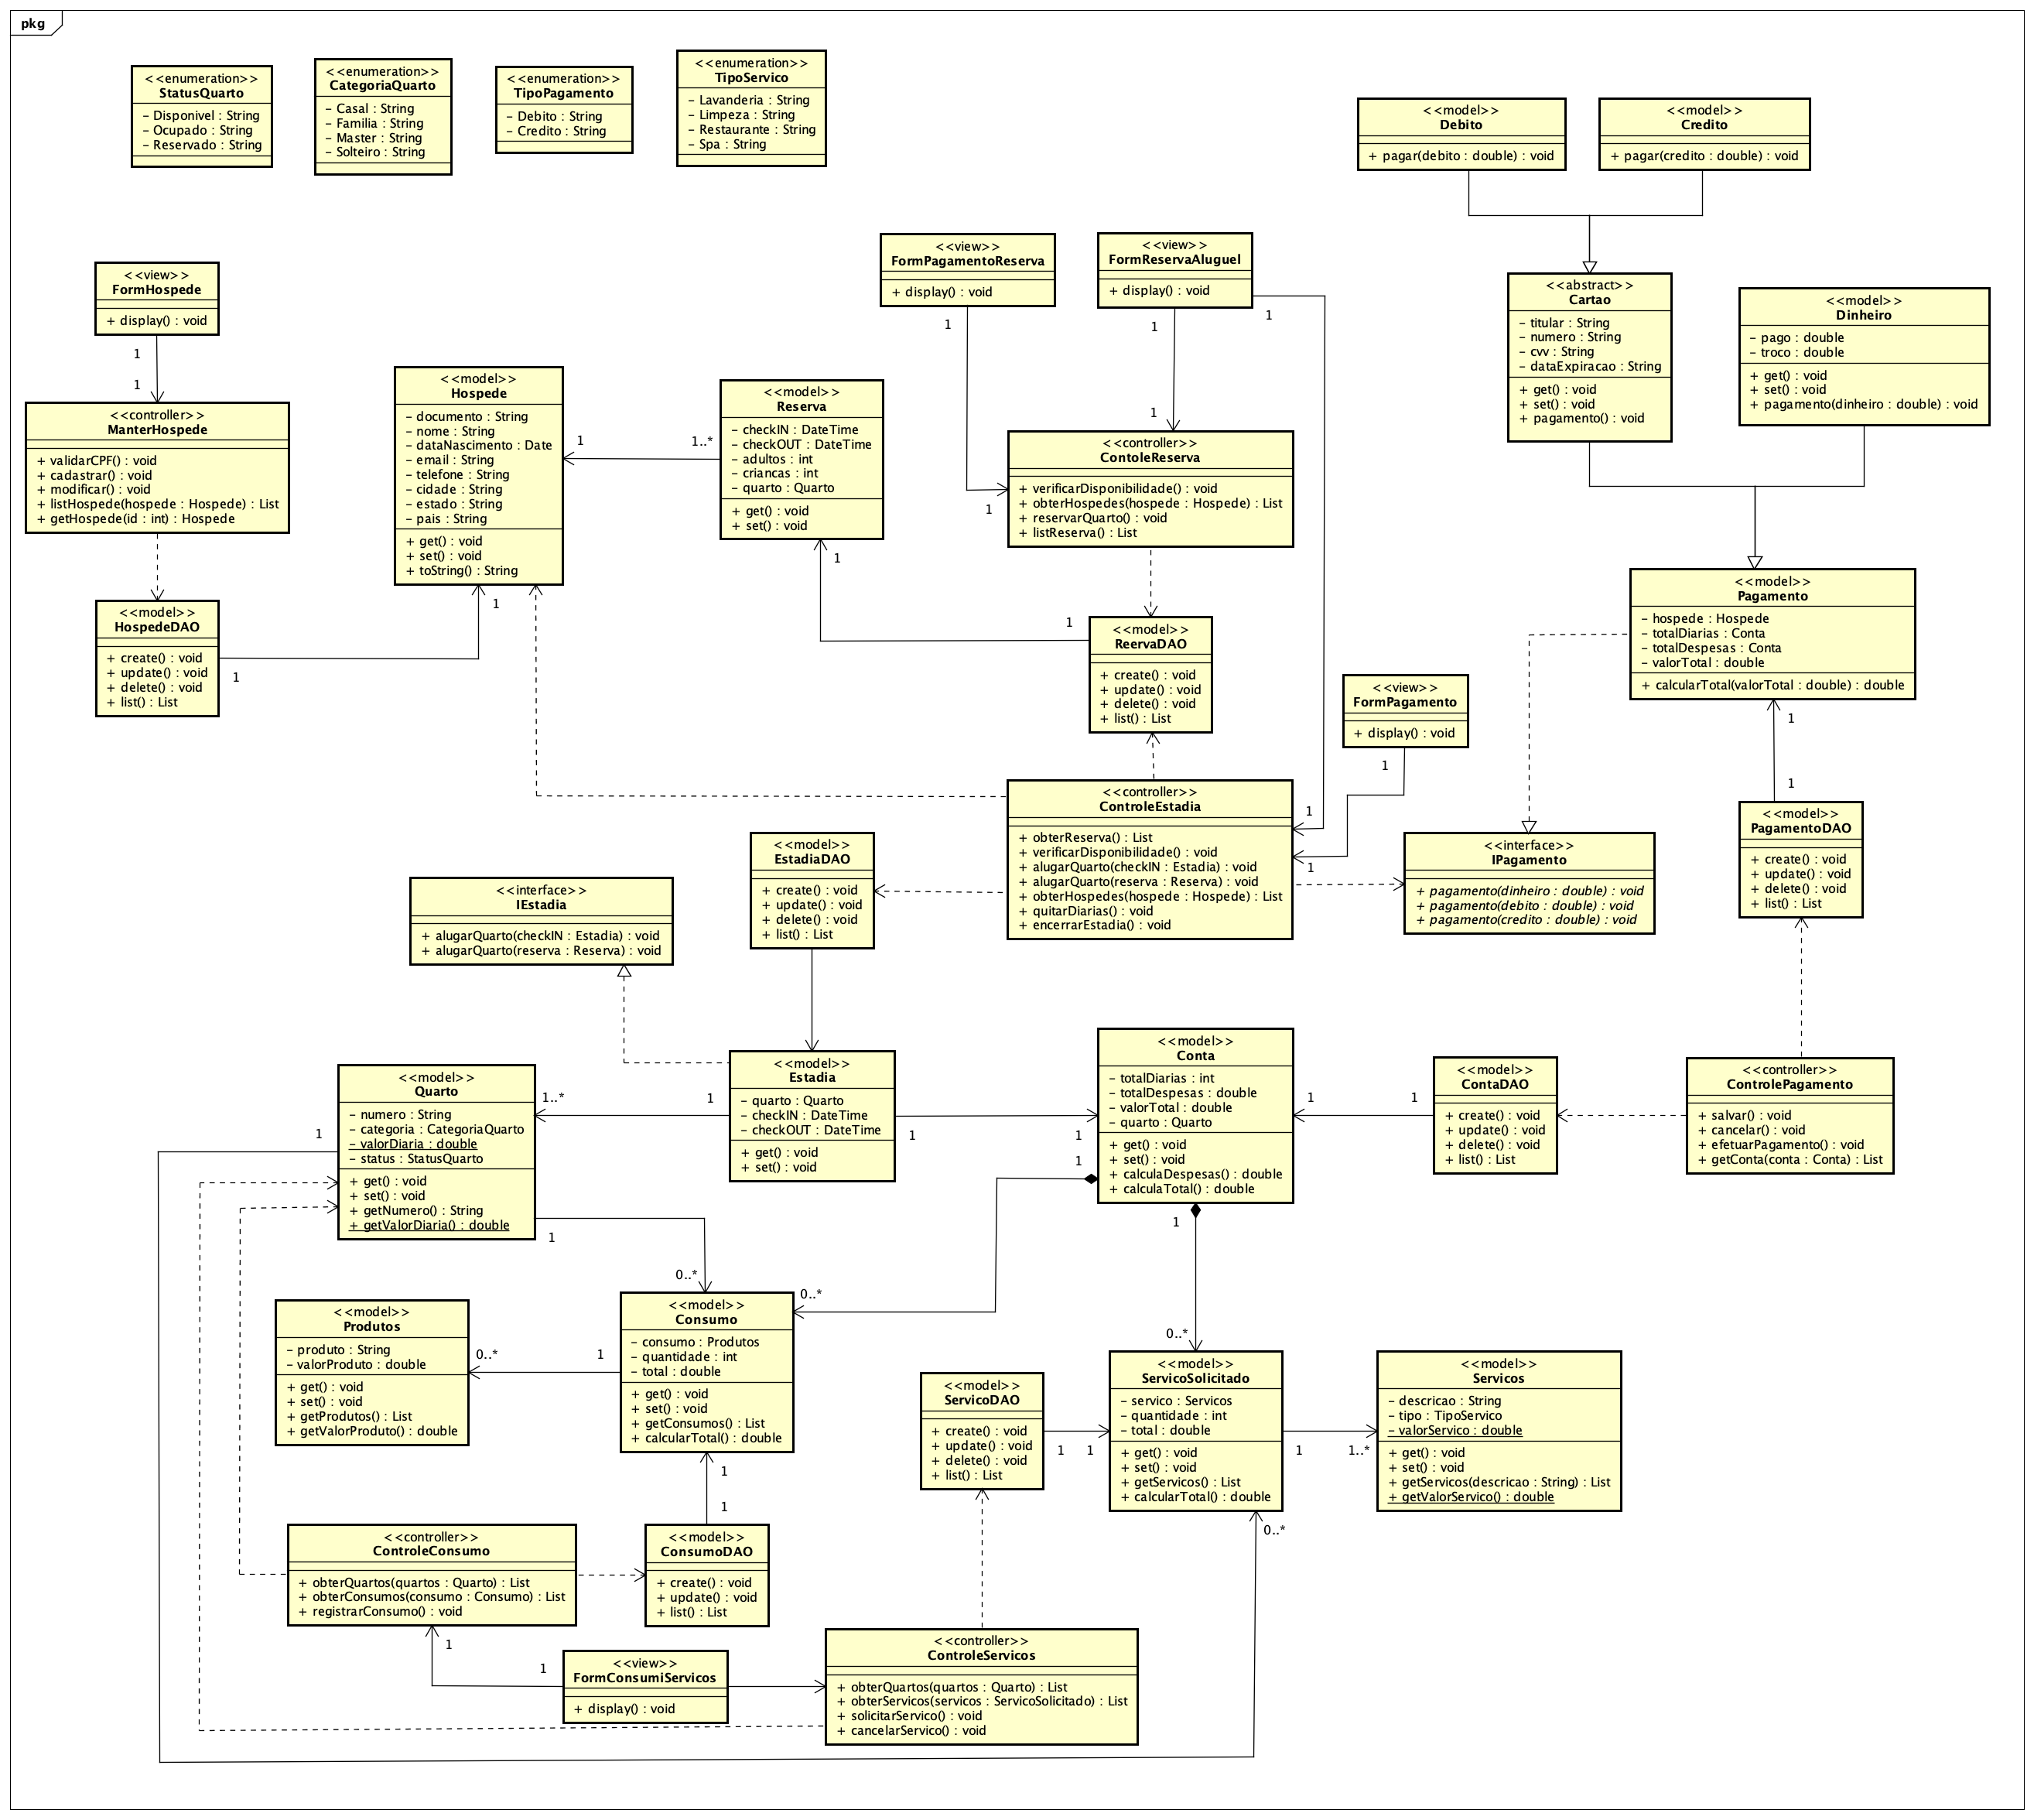 pkg
<<enumeration>>
StatusQuarto
- Disponivel : String
- Ocupado : String
- Reservado : String
<<enumeration>>
CategoriaQuarto
- Casal : String
- Familia : String
- Master : String
- Solteiro : String
<<enumeration>>
TipoPagamento
- Debito : String
- Credito : String
<<enumeration>>
TipoServico
- Lavanderia : String
- Limpeza : String
- Restaurante : String
- Spa : String
<<model>>
Debito
+ pagar(debito : double) : void
<<model>>
Credito
+ pagar(credito : double) : void
<<view>>
FormHospede
+ display() : void
1
1
<<controller>>
ManterHospede
+ validarCPF() : void
+ cadastrar() : void
+ modificar() : void
+ listHospede(hospede : Hospede) : List
+ getHospede(id : int) : Hospede
<<model>>
HospedeDAO
+ create() : void
+ update() : void
+ delete() : void
+ list() : List
1
1
<<model>>
Hospede
- documento : String
- nome : String
- dataNascimento : Date
- email : String
- telefone : String
- cidade : String
- estado : String
- pais : String
+ get() : void
+ set() : void
+ toString() : String
1
1..*
<<model>>
Reserva
- checkIN : DateTime
- checkOUT : DateTime
- adultos : int
- criancas : int
- quarto : Quarto
+ get() : void
+ set() : void
1
1
<<view>>
FormPagamentoReserva
+ display() : void
1
1
<<view>>
FormReservaAluguel
+ display() : void
1
1
1
1
<<controller>>
ContoleReserva
+ verificarDisponibilidade() : void
+ obterHospedes(hospede : Hospede) : List
+ reservarQuarto() : void
+ listReserva() : List
<<model>>
ReervaDAO
+ create() : void
+ update() : void
+ delete() : void
+ list() : List
<<abstract>>
Cartao
- titular : String
- numero : String
- cvv : String
- dataExpiracao : String
+ get() : void
+ set() : void
+ pagamento() : void
<<model>>
Dinheiro
- pago : double
- troco : double
+ get() : void
+ set() : void
+ pagamento(dinheiro : double) : void
<<model>>
Pagamento
- hospede : Hospede
- totalDiarias : Conta
- totalDespesas : Conta
- valorTotal : double
+ calcularTotal(valorTotal : double) : double
1
1
<<view>>
FormPagamento
+ display() : void
1
1
<<controller>>
ControleEstadia
+ obterReserva() : List
+ verificarDisponibilidade() : void
+ alugarQuarto(checkIN : Estadia) : void
+ alugarQuarto(reserva : Reserva) : void
+ obterHospedes(hospede : Hospede) : List
+ quitarDiarias() : void
+ encerrarEstadia() : void
<<interface>>
IPagamento
+ pagamento(dinheiro : double) : void
+ pagamento(debito : double) : void
+ pagamento(credito : double) : void
<<model>>
PagamentoDAO
+ create() : void
+ update() : void
+ delete() : void
+ list() : List
<<model>>
EstadiaDAO
+ create() : void
+ update() : void
+ delete() : void
+ list() : List
<<interface>>
IEstadia
+ alugarQuarto(checkIN : Estadia) : void
+ alugarQuarto(reserva : Reserva) : void
<<model>>
Quarto
- numero : String
- categoria : CategoriaQuarto
- valorDiaria : double
- status : StatusQuarto
+ get() : void
+ set() : void
+ getNumero() : String
+ getValorDiaria() : double
1
1..*
1
1
0..*
<<model>>
Estadia
- quarto : Quarto
- checkIN : DateTime
- checkOUT : DateTime
+ get() : void
+ set() : void
1
1
<<model>>
Conta
- totalDiarias : int
- totalDespesas : double
- valorTotal : double
- quarto : Quarto
+ get() : void
+ set() : void
+ calculaDespesas() : double
+ calculaTotal() : double
1
0..*
1
0..*
1
1
<<model>>
ContaDAO
+ create() : void
+ update() : void
+ delete() : void
+ list() : List
<<controller>>
ControlePagamento
+ salvar() : void
+ cancelar() : void
+ efetuarPagamento() : void
+ getConta(conta : Conta) : List
<<model>>
Produtos
- produto : String
- valorProduto : double
+ get() : void
+ set() : void
+ getProdutos() : List
+ getValorProduto() : double
0..*
1
<<model>>
Consumo
- consumo : Produtos
- quantidade : int
- total : double
+ get() : void
+ set() : void
+ getConsumos() : List
+ calcularTotal() : double
1
1
<<model>>
ServicoDAO
+ create() : void
+ update() : void
+ delete() : void
+ list() : List
1
1
<<model>>
ServicoSolicitado
- servico : Servicos
- quantidade : int
- total : double
+ get() : void
+ set() : void
+ getServicos() : List
+ calcularTotal() : double
1
1..*
0..*
<<model>>
Servicos
- descricao : String
- tipo : TipoServico
- valorServico : double
+ get() : void
+ set() : void
+ getServicos(descricao : String) : List
+ getValorServico() : double
<<controller>>
ControleConsumo
+ obterQuartos(quartos : Quarto) : List
+ obterConsumos(consumo : Consumo) : List
+ registrarConsumo() : void
<<model>>
ConsumoDAO
+ create() : void
+ update() : void
+ list() : List
1
1
<<view>>
FormConsumiServicos
+ display() : void
<<controller>>
ControleServicos
+ obterQuartos(quartos : Quarto) : List
+ obterServicos(servicos : ServicoSolicitado) : List
+ solicitarServico() : void
+ cancelarServico() : void